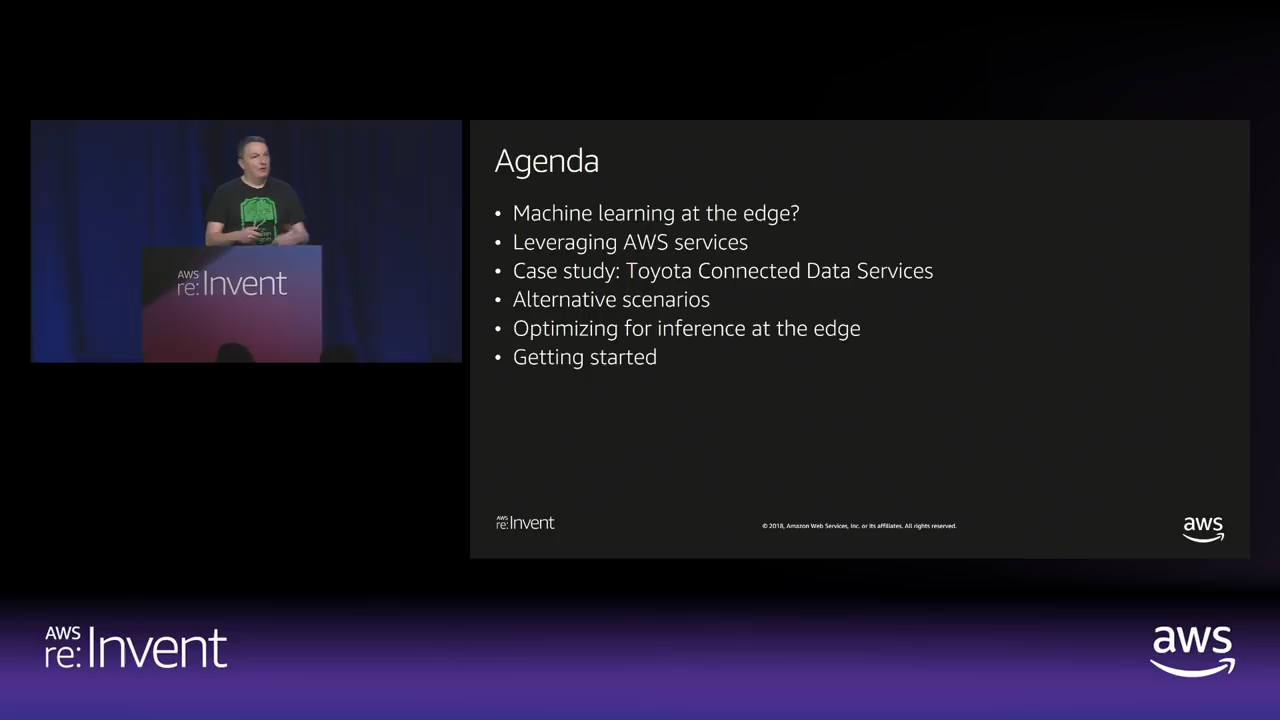 AWS
re:Invent
Agenda
• Machine learning at the edge?
• Leveraging AWS services
• Case study: Toyota Connected Data Services
• Alternative scenarios
• Optimizing for inference at the edge
• Getting started
AWS
re:Invent
© 2018, Amazon Web Services, Inc. or its affiliates. All rights reserved.
aws
AWS
re:Invent
aws